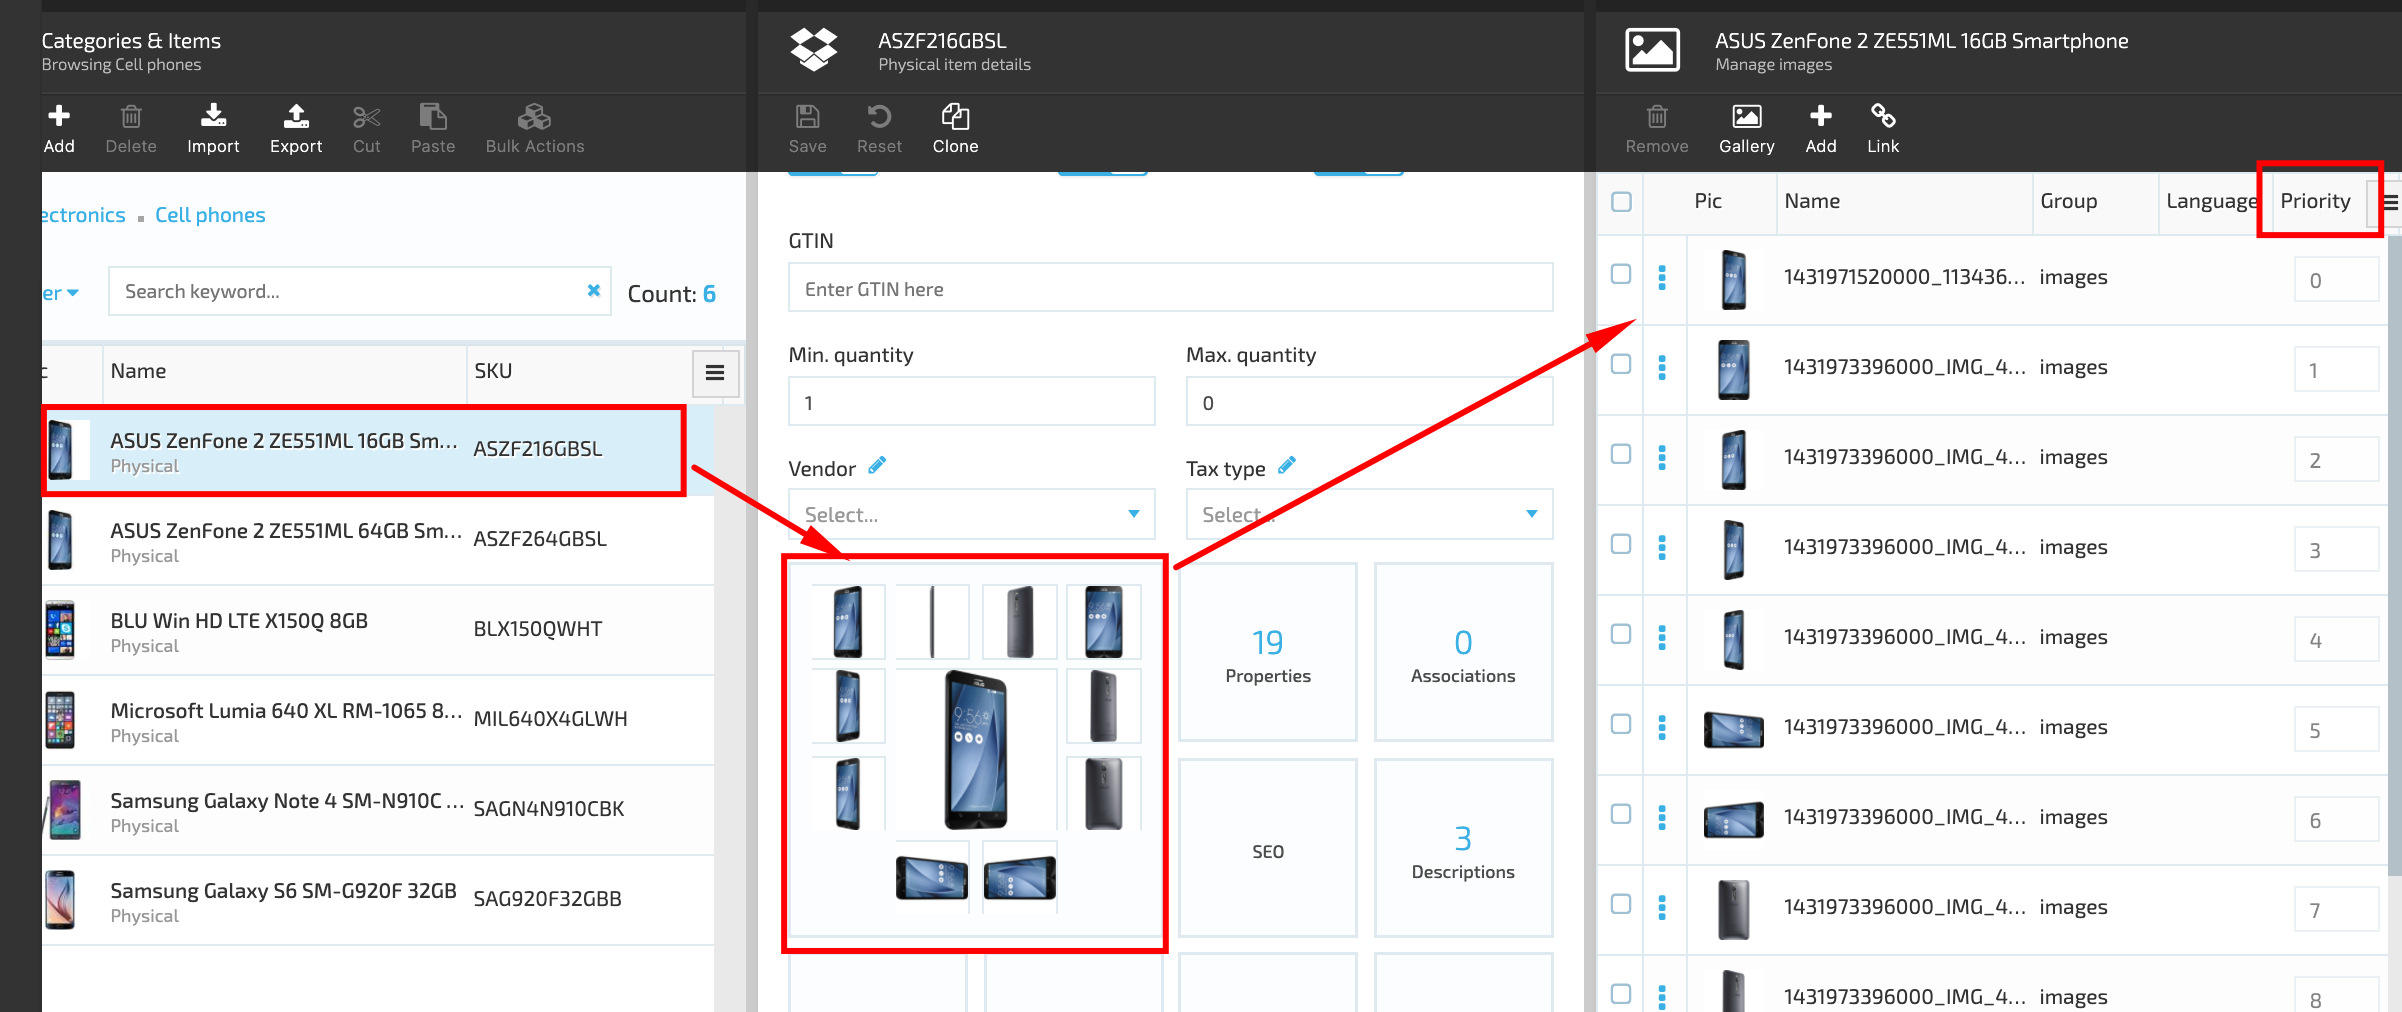 Categories & Items
Browsing Cell phones
Add
Delete
Import
Export
Cut
Paste
Bulk Actions
ectronics
Cell phones
er
Search keyword...
Count: 6
c
Name
SKU
ASUS ZenFone 2 ZE551ML 16GB Sm...
Physical
ASZF216GBSL
ASUS ZenFone 2 ZE551ML 64GB Sm...
Physical
ASZF264GBSL
BLU Win HD LTE X150Q 8GB
Physical
BLX150QWHT
Microsoft Lumia 640 XL RM-1065 8...
Physical
MIL640X4GLWH
Samsung Galaxy Note 4 SM-N910C ...
Physical
SAGN4N910CBK
Samsung Galaxy S6 SM-G920F 32GB
Physical
SAG920F32GBB
ASZF216GBSL
Physical item details
Save
Reset
Clone
GTIN
Enter GTIN here
Min. quantity
Max. quantity
1
0
Vendor
Tax type
Select...
Select...
9:56
9:56
19
Properties
0
Associations
SEO
3
Descriptions
ASUS ZenFone 2 ZE551ML 16GB Smartphone
Manage images
Remove
Gallery
Add
Link
Pic
Name
Group
Language
Priority
1431971520000_113436... images 0
1431973396000_IMG_4... images 1
1431973396000_IMG_4... images 2
1431973396000_IMG_4... images 3
1431973396000_IMG_4... images 4
1431973396000_IMG_4... images 5
1431973396000_IMG_4... images 6
1431973396000_IMG_4... images 7
1431973396000_IMG_4... images 8